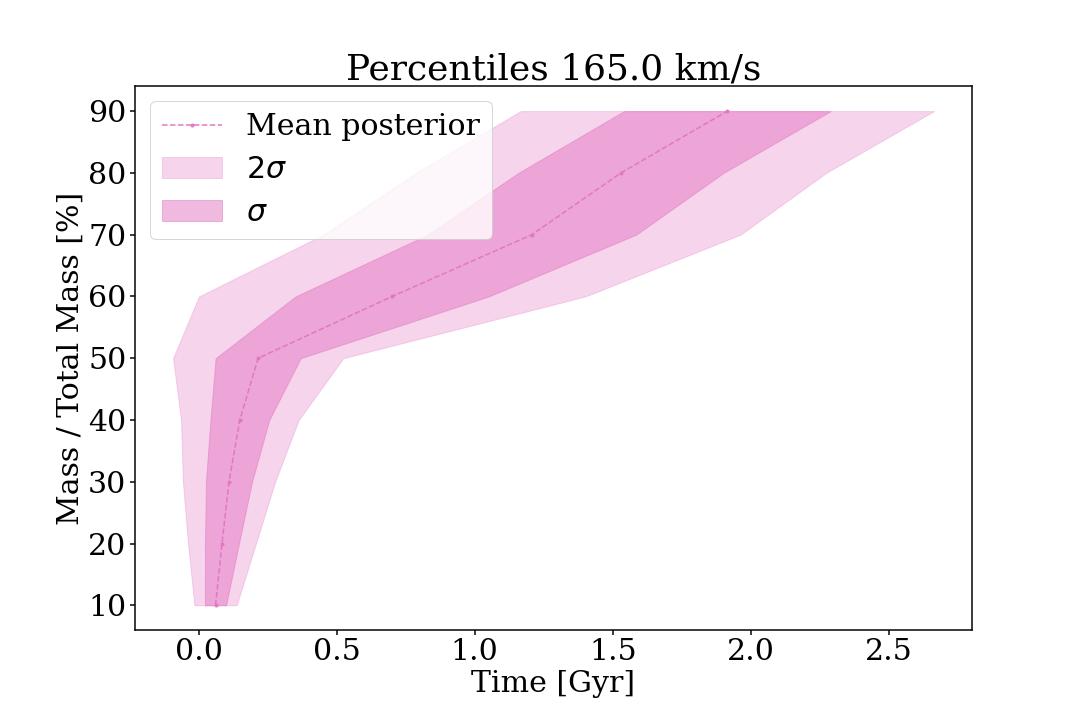 Percentiles 165.0 km/s
Mean posterior
2σ
σ
Mass / Total Mass [%]
90
80
70
60
50
40
30
20
10
0.0 0.5 1.0 1.5 2.0 2.5
Time [Gyr]